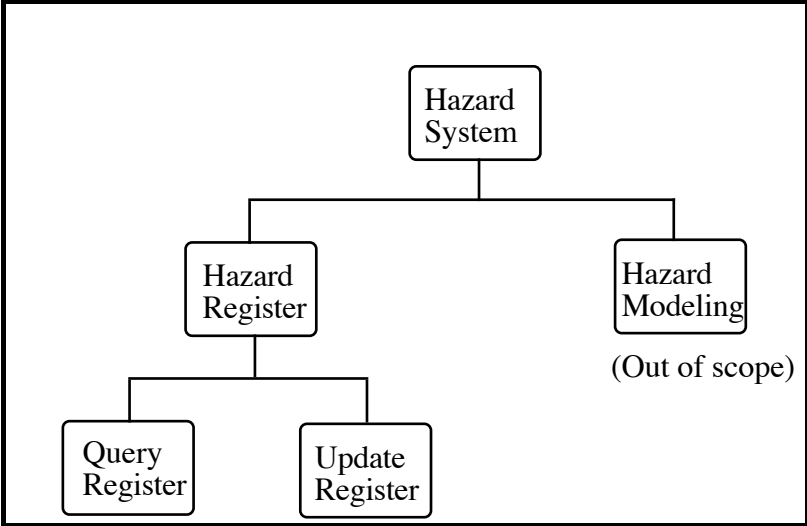 Hazard
System
Hazard
Register
Hazard
Modeling
(Out of scope)
Query
Register
Update
Register